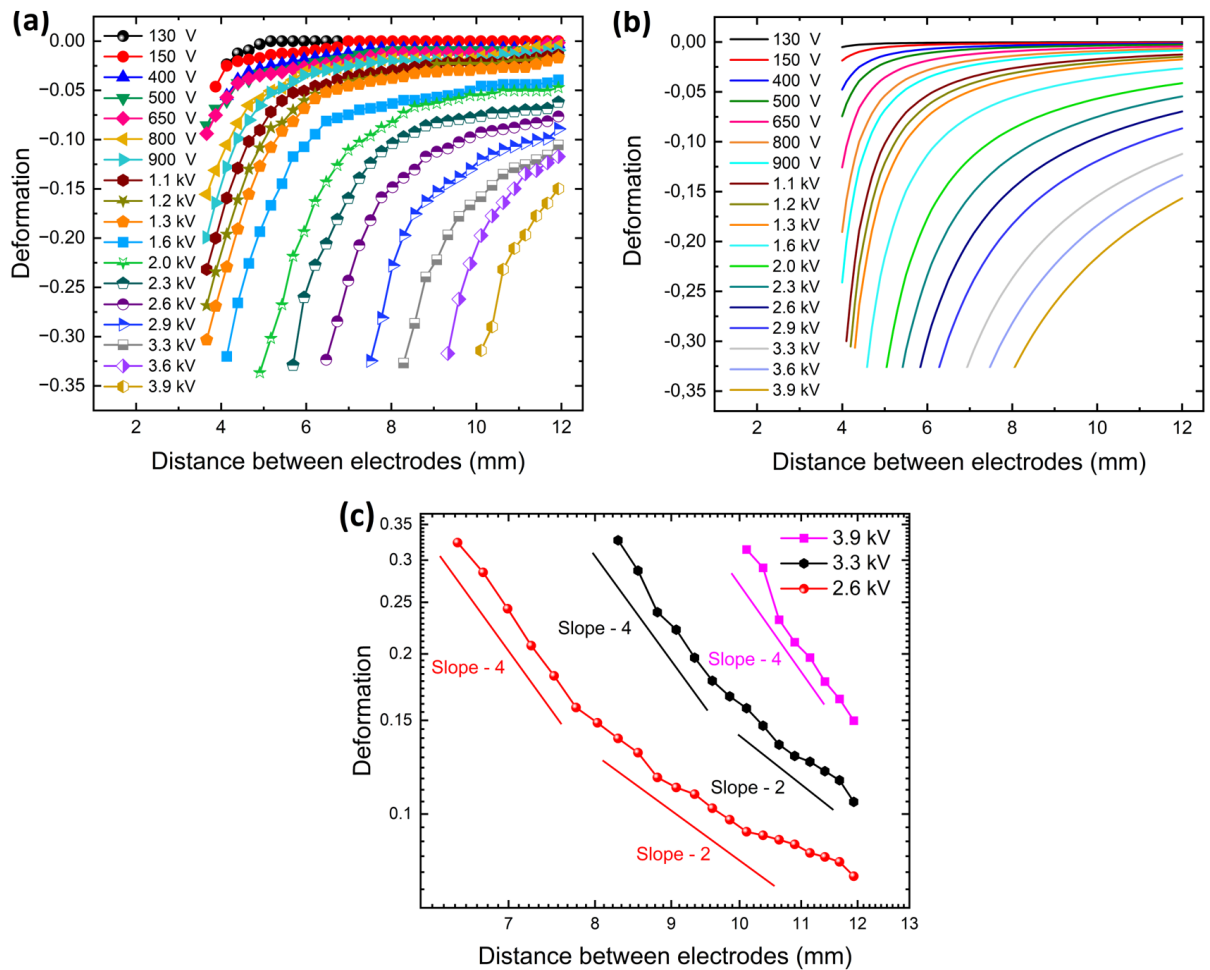 (a)
0.00
−0.05
−0.10
−0.15
−0.20
−0.25
−0.30
−0.35
Deformation
130 V
150 V
400 V
500 V
650 V
800 V
900 V
1.1 kV
1.2 kV
1.3 kV
1.6 kV
2.0 kV
2.3 kV
2.6 kV
2.9 kV
3.3 kV
3.6 kV
3.9 kV
2 4 6 8 10 12
Distance between electrodes (mm)
(b)
0,00
-0,05
-0,10
-0,15
-0,20
-0,25
-0,30
-0,35
Deformation
130 V
150 V
400 V
500 V
650 V
800 V
900 V
1.1 kV
1.2 kV
1.3 kV
1.6 kV
2.0 kV
2.3 kV
2.6 kV
2.9 kV
3.3 kV
3.6 kV
3.9 kV
2 4 6 8 10 12
Distance between electrodes (mm)
(c)
0.35
0.3
0.25
0.2
0.15
0.1
Deformation
3.9 kV
3.3 kV
2.6 kV
Slope - 4
Slope - 4
Slope - 4
Slope - 2
Slope - 2
7 8 9 10 11 12 13
Distance between electrodes (mm)